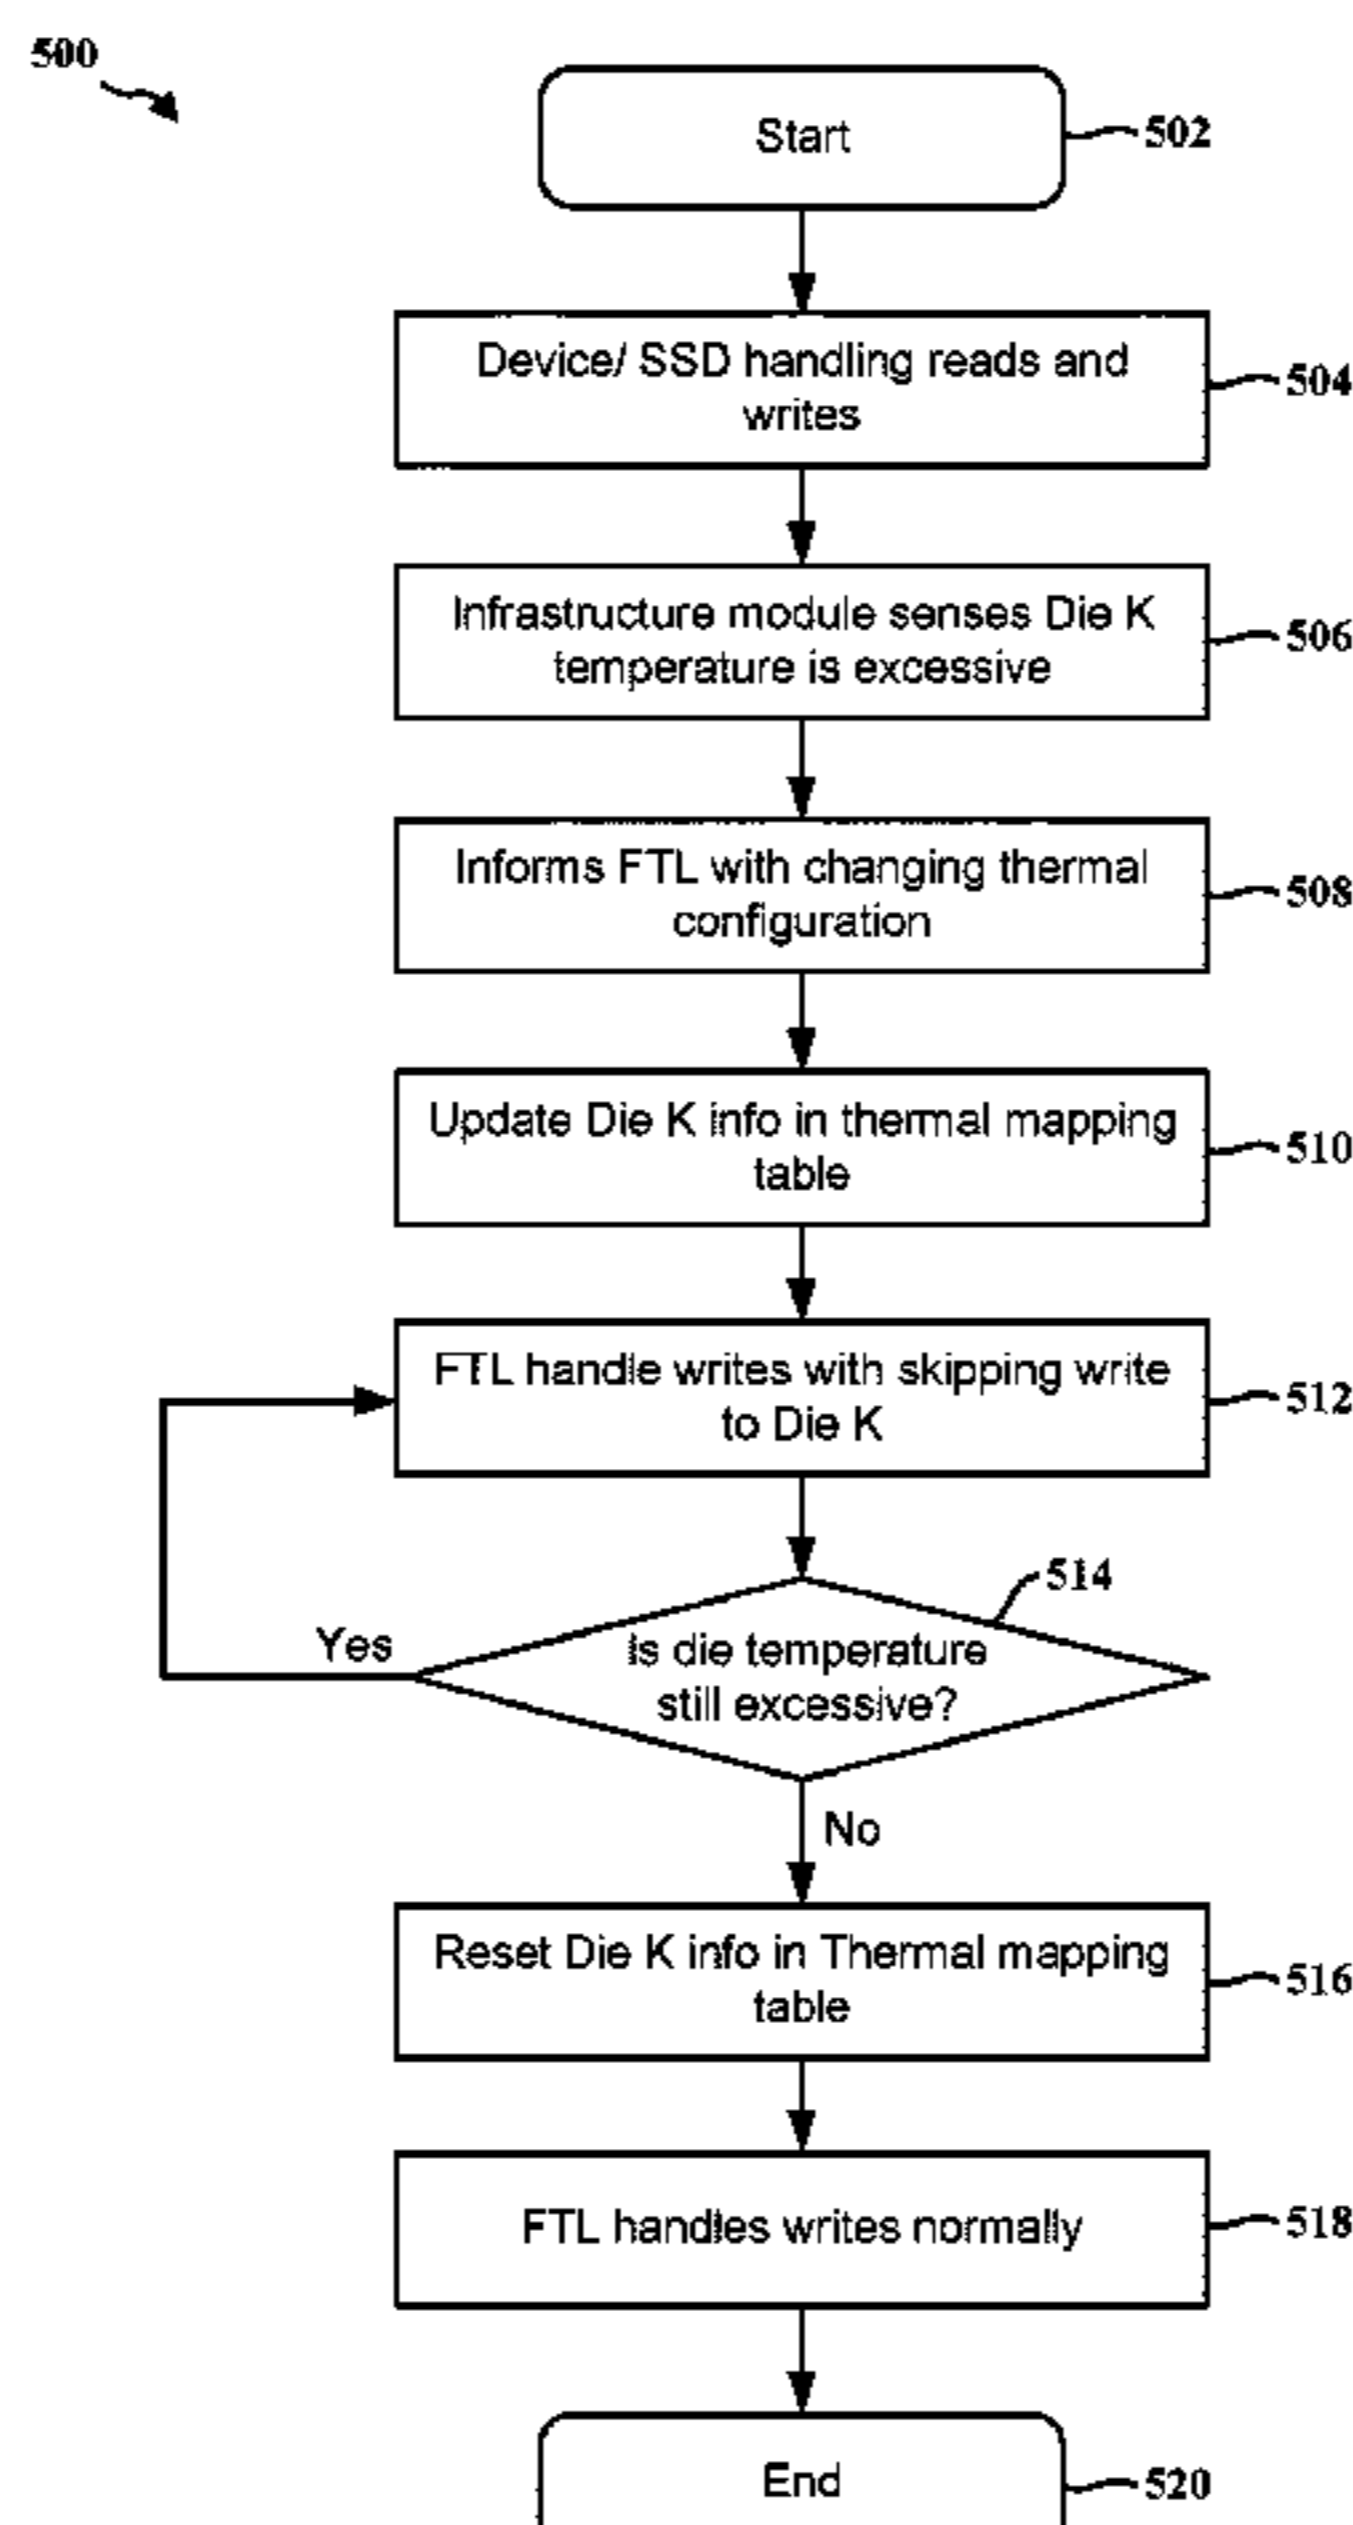 500
Start
502
Device/ SSD handling reads and
writes
504
Infrastructure module senses Die K
temperature is excessive
506
Informs FTL with changing thermal
configuration
508
Update Die K info in thermal mapping
table
510
FTL handle writes with skipping write
to Die K
512
514
Yes
Is die temperature
still excessive?
No
Reset Die K info in Thermal mapping
table
516
FTL handles writes normally
518
End
520